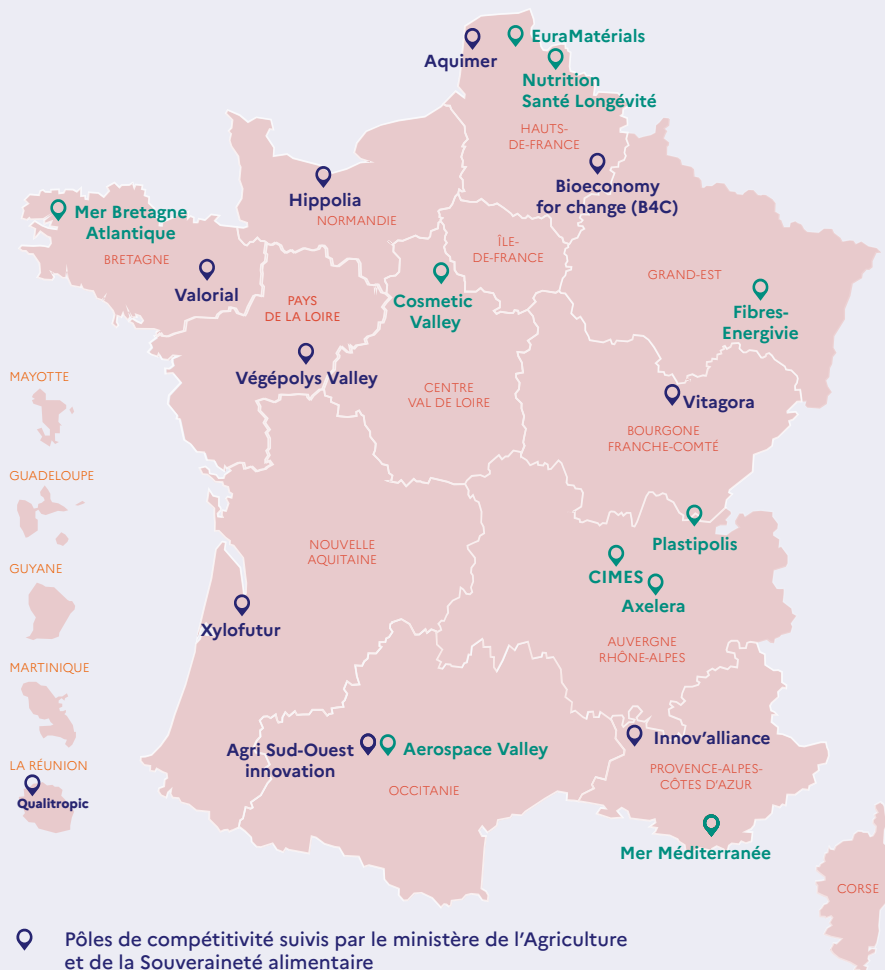 EuraMatérials
Aquimer
Nutrition
Santé Longévité
HAUTS-
DE-FRANCE
Bioeconomy
for change (B4C)
Hippolia
NORMANDIE
Mer Bretagne
Atlantique
BRETAGNE
Valorial
ÎLE-
DE-FRANCE
GRAND-EST
Cosmetic
Valley
Fibres-
Energivie
PAYS
DE LA LOIRE
Végépolys Valley
CENTRE
VAL DE LOIRE
Vitagora
BOURGONE
FRANCHE-COMTÉ
MAYOTTE
GUADELOUPE
GUYANE
MARTINIQUE
LA RÉUNION
Qualitropic
NOUVELLE
AQUITAINE
Plastipolis
CIMES
Axelera
AUVERGNE
RHÔNE-ALPES
Xylofutur
Agri Sud-Ouest
innovation
Aerospace Valley
OCCITANIE
Innov'alliance
PROVENCE-ALPES-
CÔTES D'AZUR
Mer Méditerranée
CORSE
Pôles de compétitivité suivis par le ministère de l'Agriculture
et de la Souveraineté alimentaire